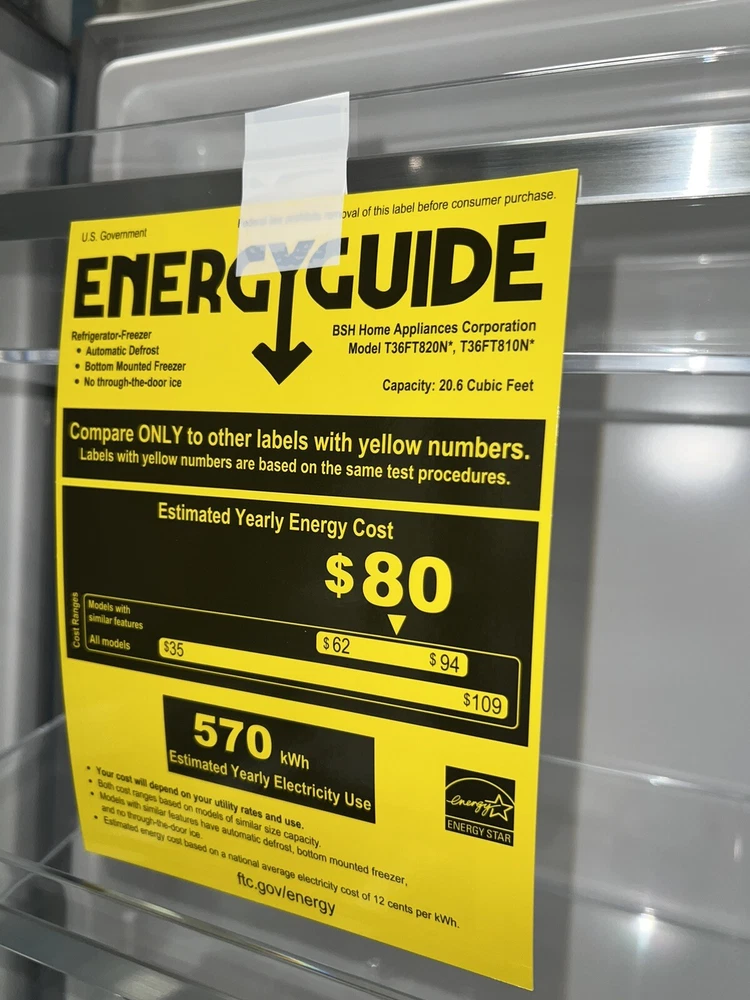 U.S. Government
removal of this label before consumer purchase.
ENERGYGUIDE
Refrigerator-Freezer
• Automatic Defrost
• Bottom Mounted Freezer
• No through-the-door ice
BSH Home Appliances Corporation
Model T36FT820N*, T36FT810N*
Capacity: 20.6 Cubic Feet
Compare ONLY to other labels with yellow numbers.
Labels with yellow numbers are based on the same test procedures.
Estimated Yearly Energy Cost
$80
Cost Ranges
Models with
similar features
$62
$94
All models
$35
$109
570 kWh
Estimated Yearly Electricity Use
• Your cost will depend on your utility rates and use.
• Both cost ranges based on models of similar size capacity.
• Models with similar features have automatic defrost, bottom mounted freezer,
and no through-the-door ice.
• Estimated energy cost based on a national average electricity cost of 12 cents per kWh.
ftc.gov/energy
energy
ENERGY STAR